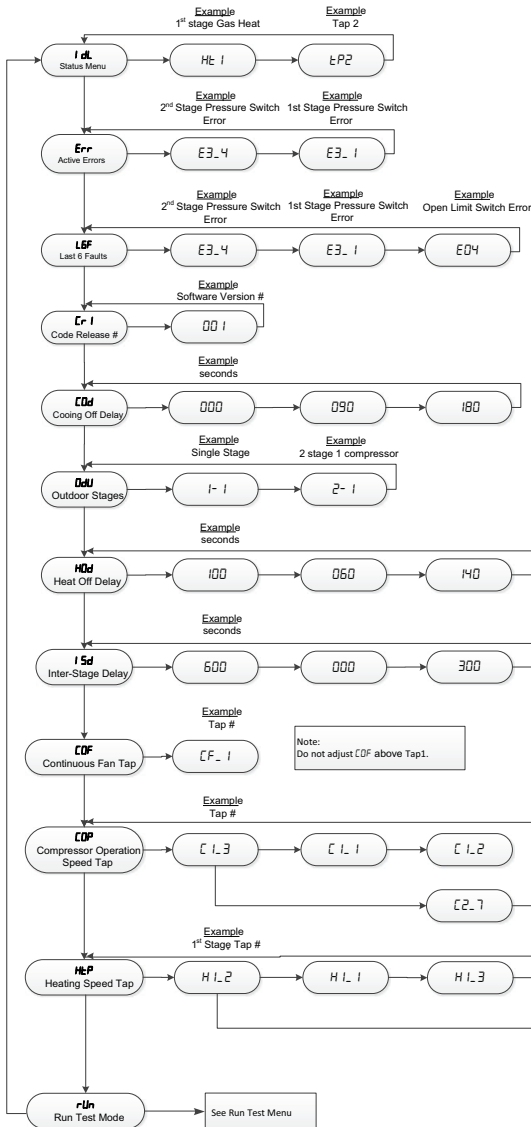 Example
1st stage Gas Heat
Example
Tap 2
IdL
Status Menu
Ht 1
tP2
Example
2nd Stage Pressure Switch
Error
Example
1st Stage Pressure Switch
Error
Err
Active Errors
E3_4
E3_1
Example
2nd Stage Pressure Switch
Error
Example
1st Stage Pressure Switch
Error
Example
Open Limit Switch Error
L6F
Last 6 Faults
E3_4
E3_1
E04
Example
Software Version #
Cr1
Code Release #
001
Example
seconds
C0d
Cooing Off Delay
000
090
180
Example
Single Stage
Example
2 stage 1 compressor
OdU
Outdoor Stages
1-1
2-1
Example
seconds
HOd
Heat Off Delay
100
060
140
Example
seconds
ISd
Inter-Stage Delay
600
000
300
Example
Tap #
COF
Continuous Fan Tap
CF_1
Note:
Do not adjust COF above Tap1.
Example
Tap #
COP
Compressor Operation
Speed Tap
C1_3
C1_1
C1_2
C2_7
Example
1st Stage Tap #
HtP
Heating Speed Tap
H1_2
H1_1
H1_3
rUn
Run Test Mode
See Run Test Menu